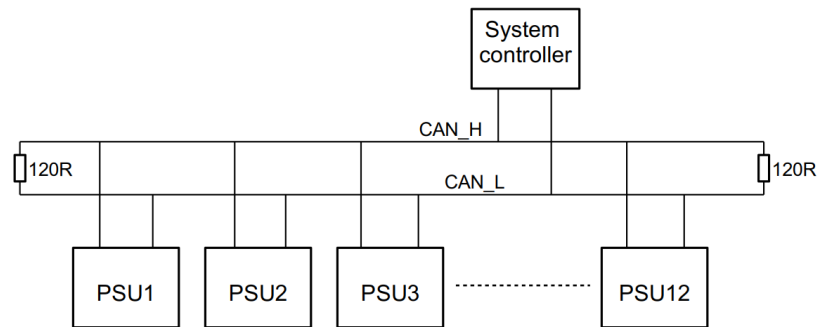 System
controller
CAN_H
120R
120R
CAN_L
PSU1
PSU2
PSU3
PSU12